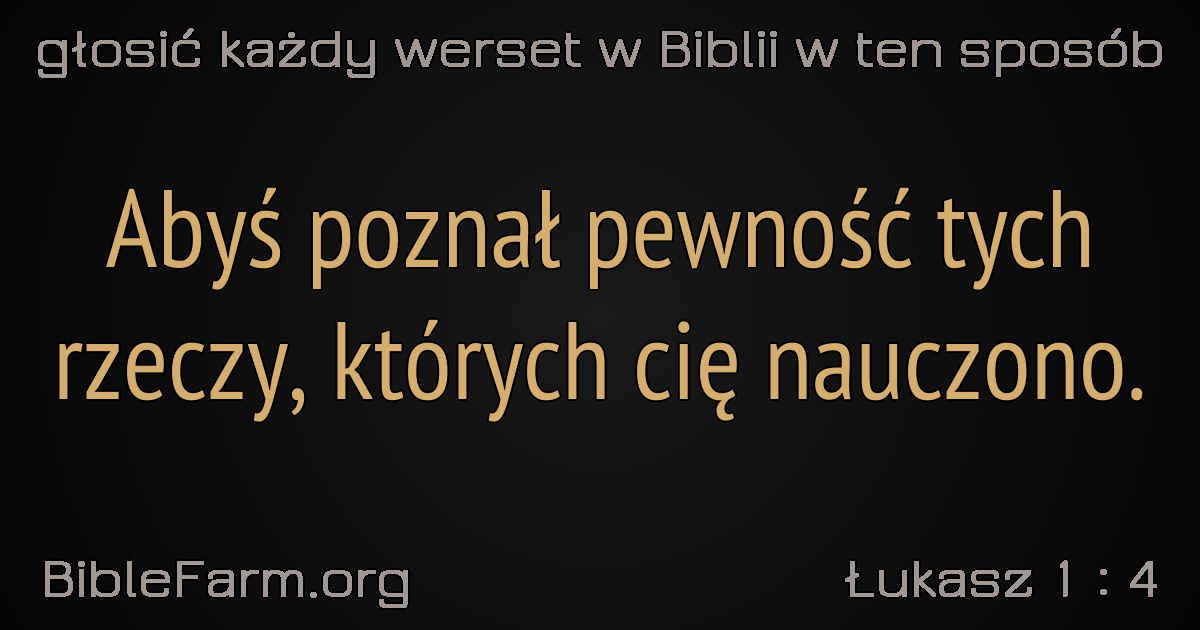 głosić każdy werset w Biblii w ten sposób
Abyś poznał pewność tych
rzeczy, których cię nauczono.
BibleFarm.org
Łukasz 1 : 4